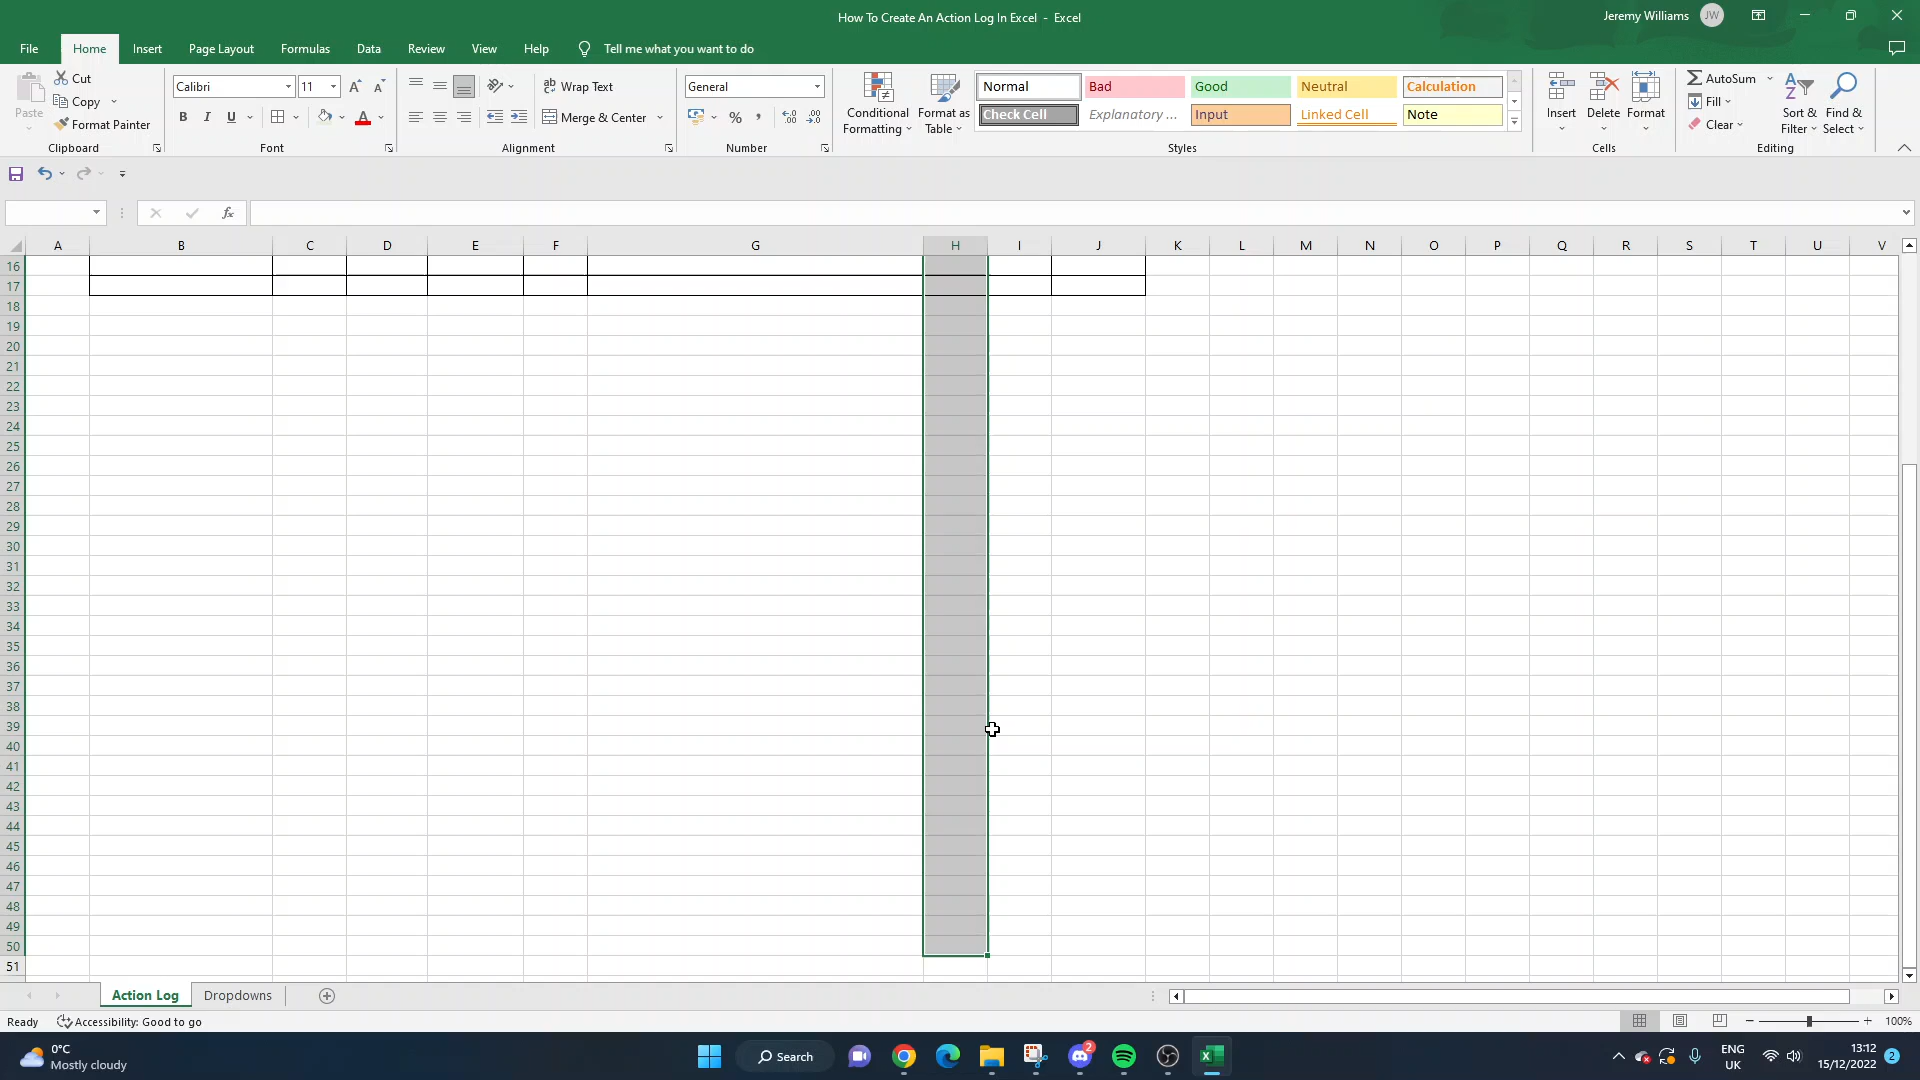 How To Create An Action Log In Excel - Excel
Jeremy Williams JW
File Home Insert Page Layout Formulas Data Review View Help Tell me what you want to do
Paste Cut Copy Format Painter
Clipboard
Calibri 11 A A
B I U A
Font
ab Wrap Text
Merge & Center
Alignment
General
% , .00
Number
Conditional Formatting
Format as Table
Normal Bad Good Neutral Calculation
Check Cell Explanatory ... Input Linked Cell Note
Styles
Insert Delete Format
Cells
AutoSum
Fill
Clear
Sort & Filter
Find & Select
Editing
fx
A B C D E F G H I J K L M N O P Q R S T U V
16
17
18
19
20
21
22
23
24
25
26
27
28
29
30
31
32
33
34
35
36
37
38
39
40
41
42
43
44
45
46
47
48
49
50
51
Action Log Dropdowns
Ready Accessibility: Good to go
100%
0°C
Mostly cloudy
Search
2
ENG
UK
13:12
15/12/2022
2